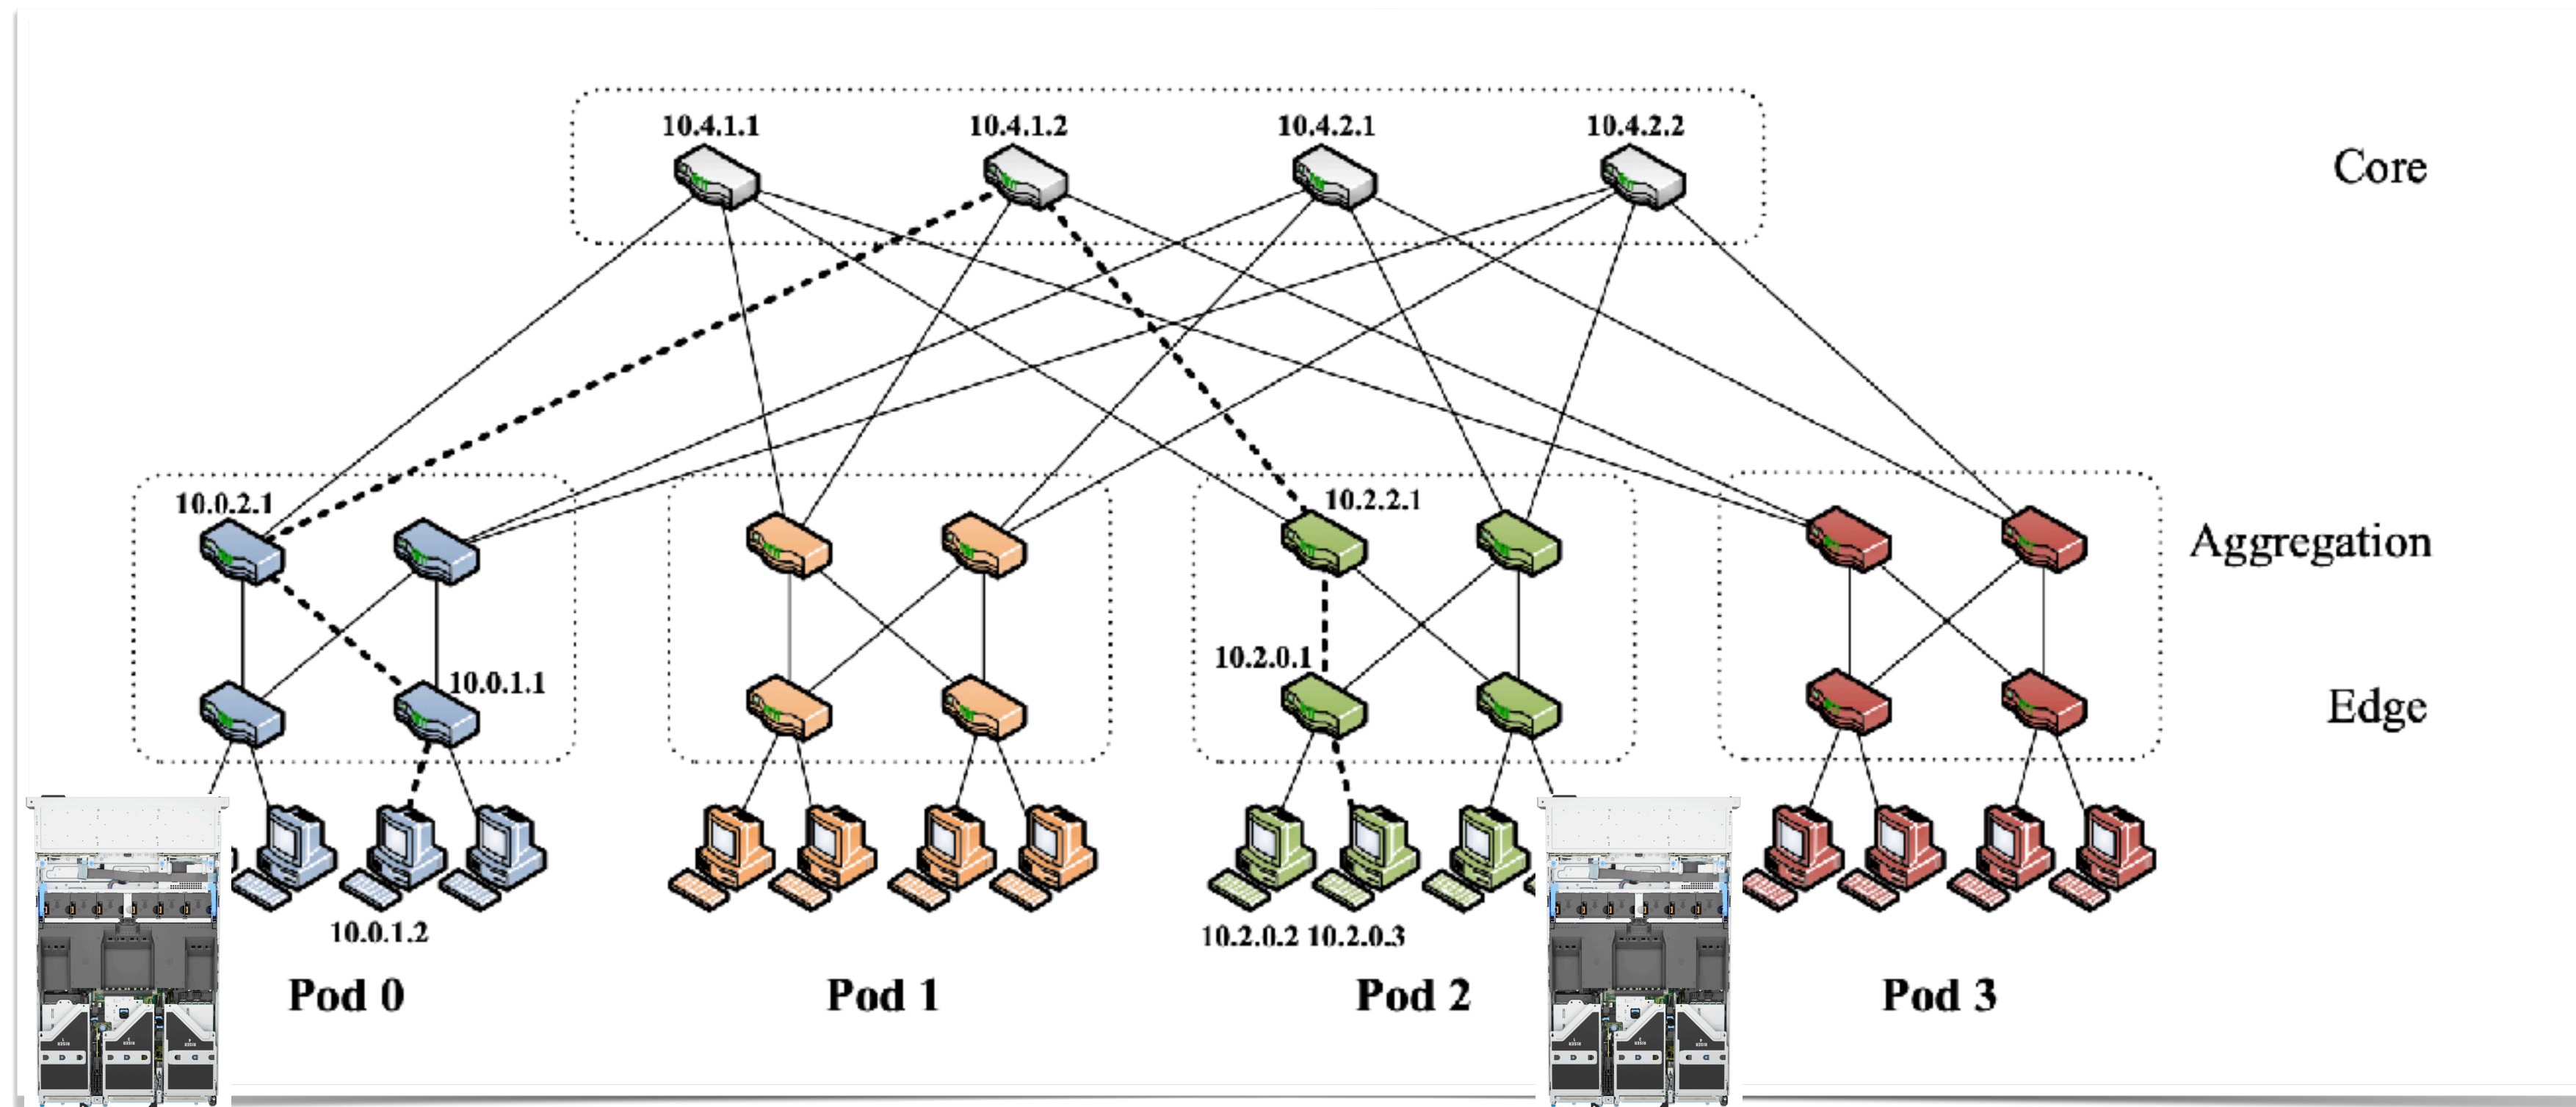 10.4.1.1
10.4.1.2
10.4.2.1
10.4.2.2
Core
10.0.2.1
10.2.2.1
Aggregation
10.2.0.1
10.0.1.1
Edge
10.0.1.2
10.2.0.2 10.2.0.3
Pod 0
Pod 1
Pod 2
Pod 3